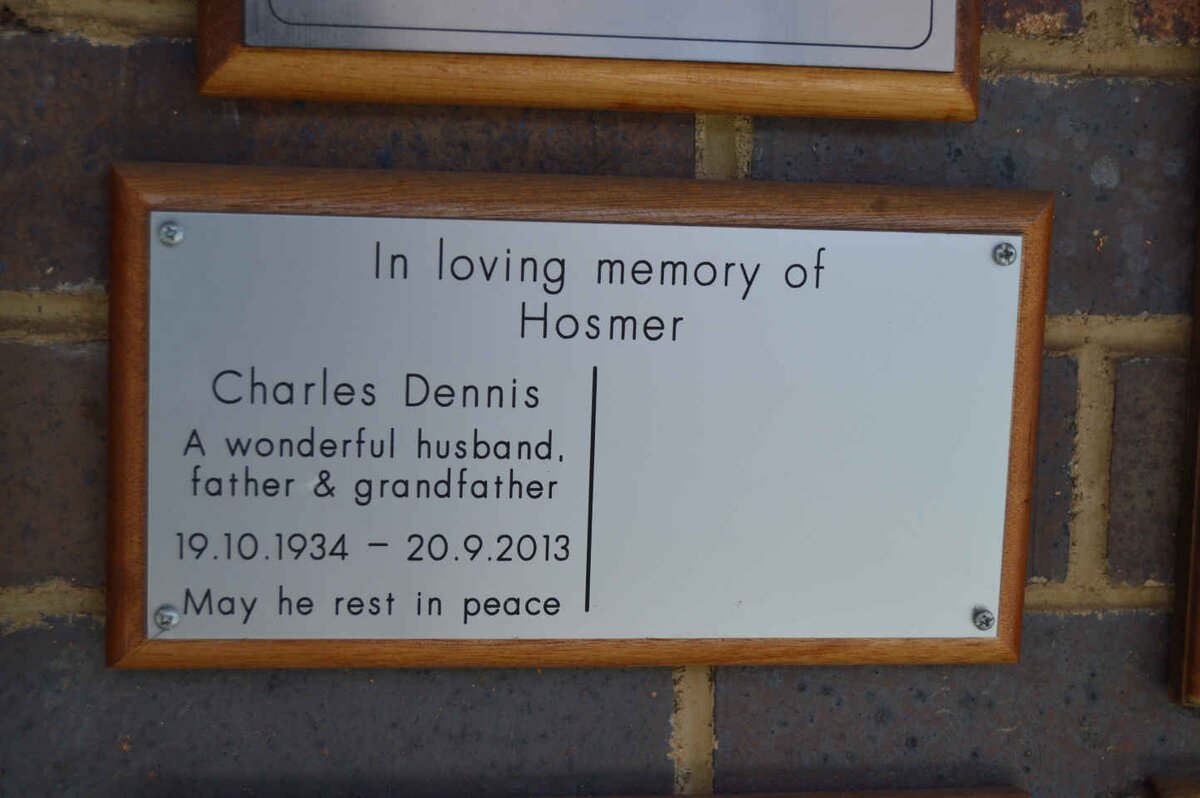 In loving memory of
Hosmer
Charles Dennis
A wonderful husband,
father & grandfather
19.10.1934 – 20.9.2013
May he rest in peace